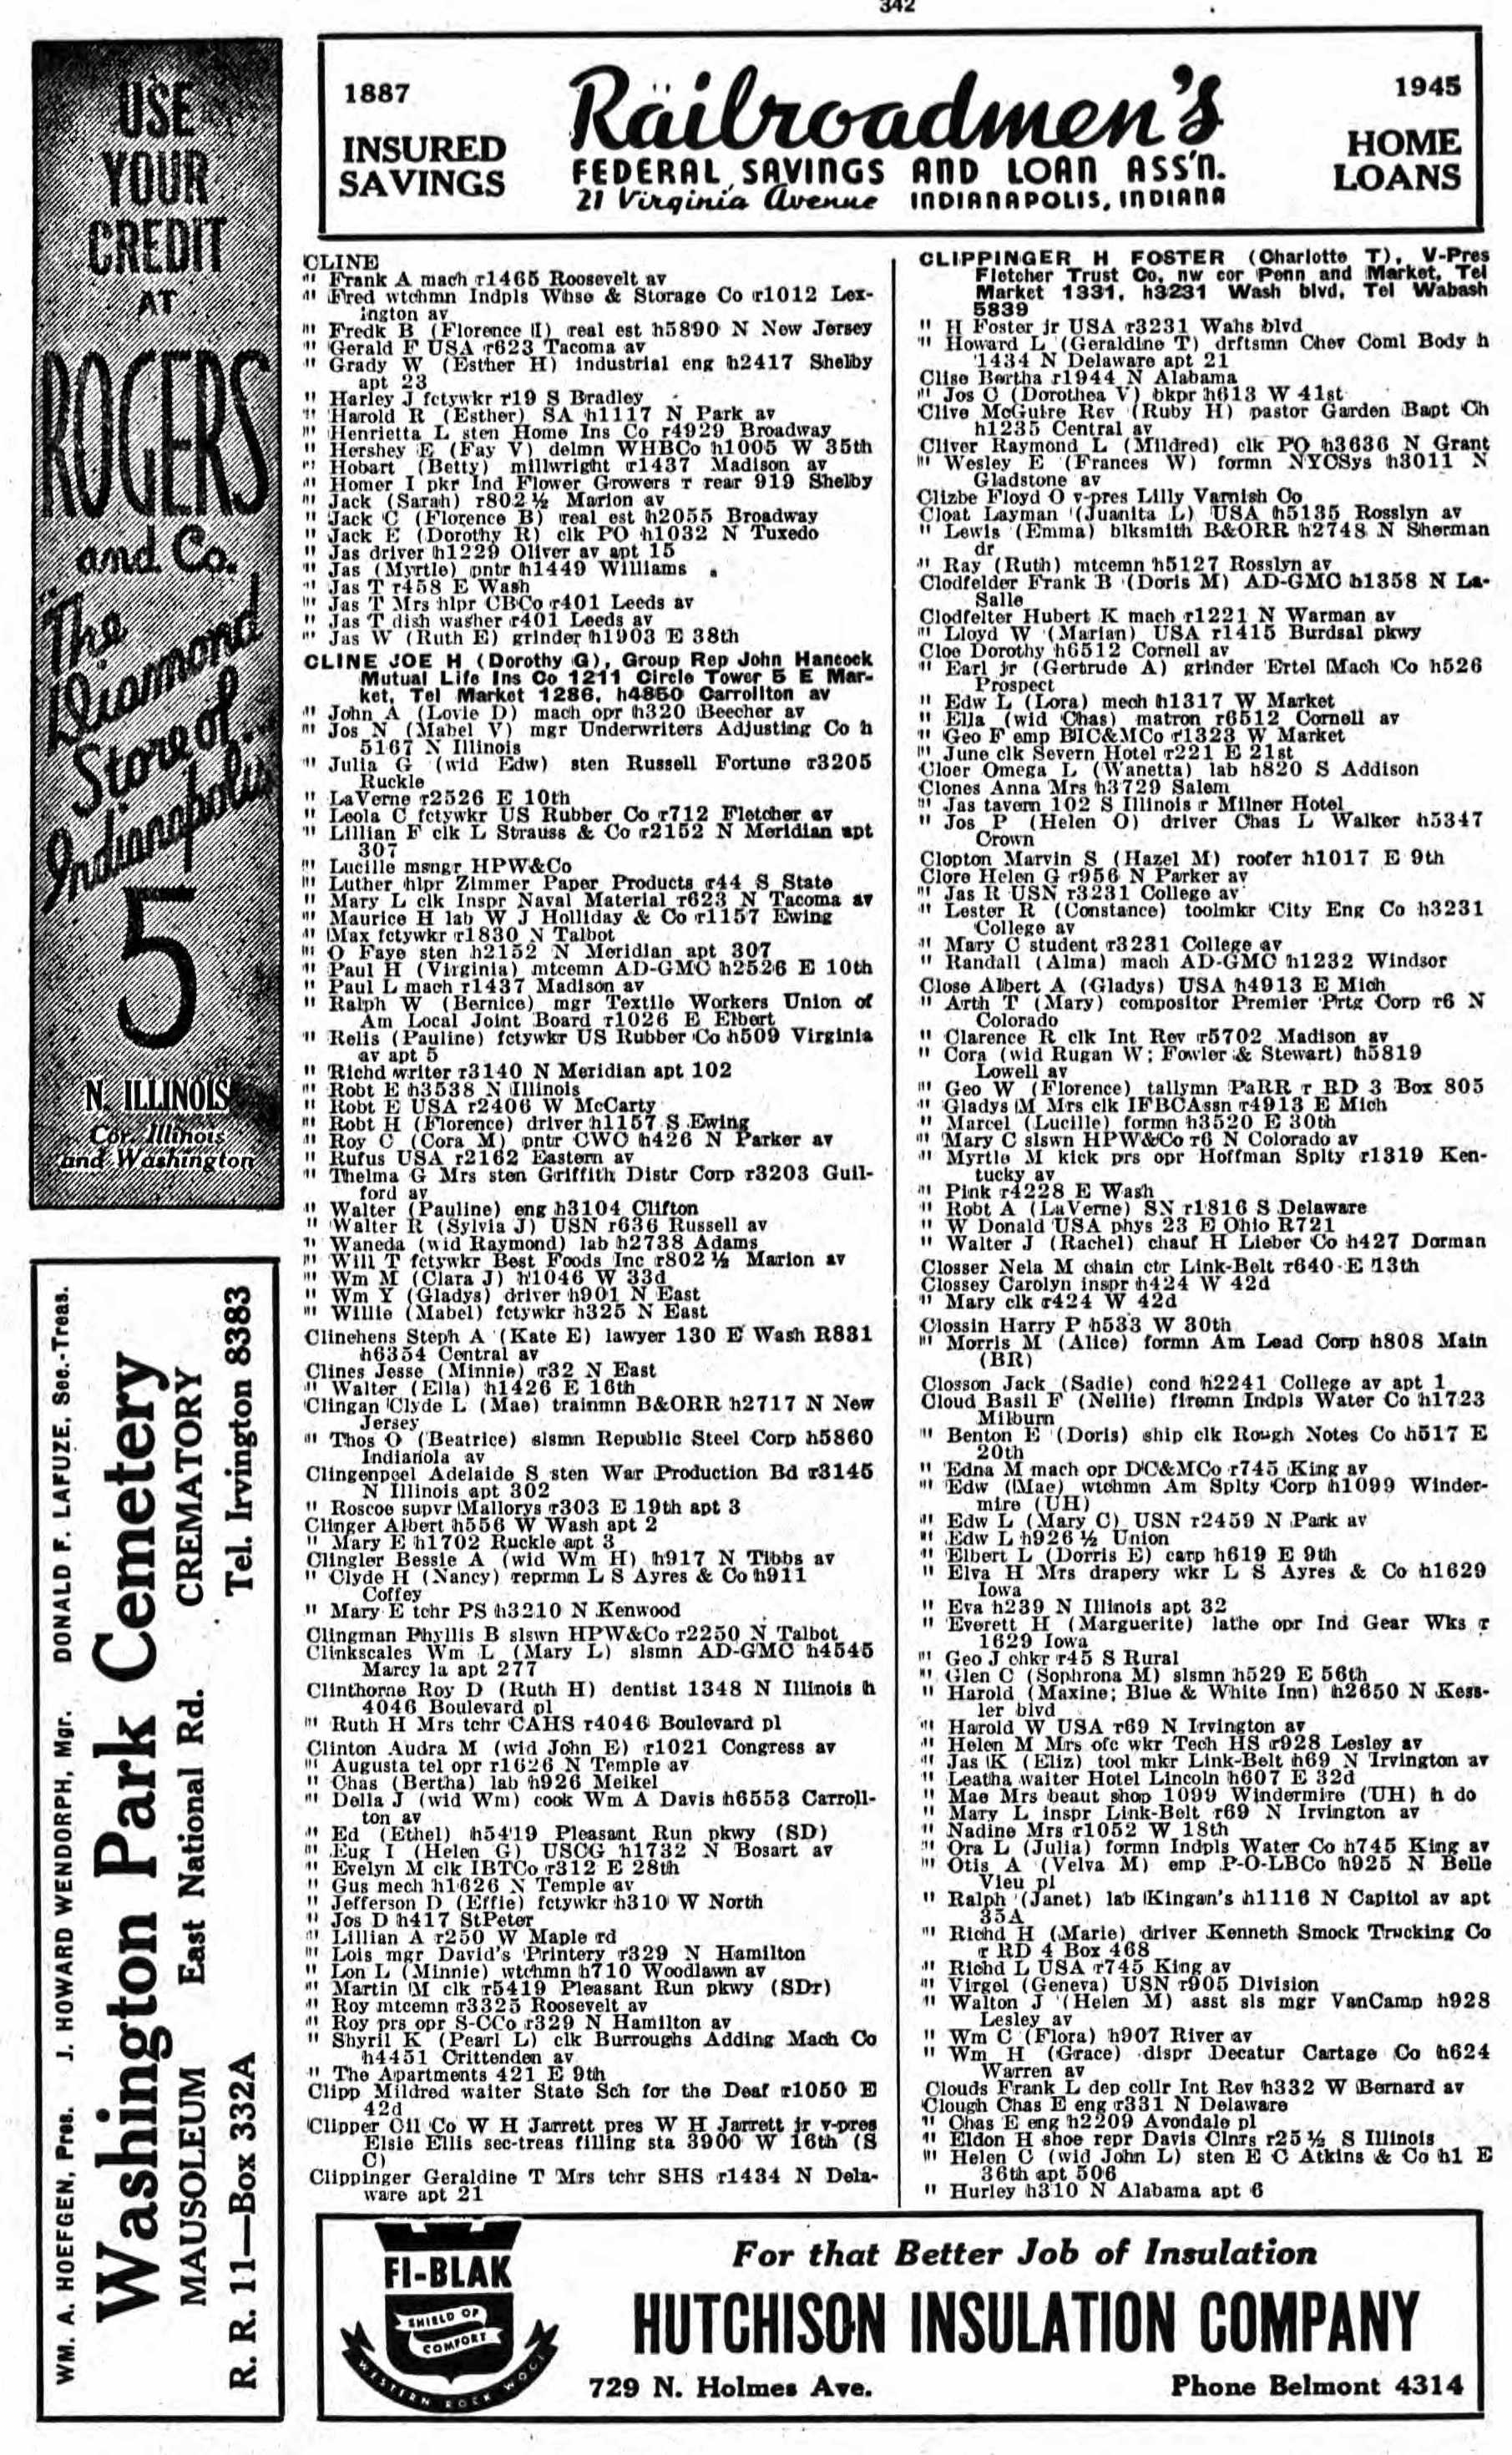 342
USE
YOUR
CREDIT
AT
ROGERS
and Co.
The
Diamond
Store of
Indianapolis
5
N. ILLINOIS
Cor. Illinois
and Washington
WM. A. HOEFGEN, Pres. J. HOWARD WENDORPH, Mgr. DONALD F. LAFUZE, Sec.-Treas.
Washington Park Cemetery
MAUSOLEUM East National Rd. CREMATORY
R. R. 11—Box 332A Tel. Irvington 8383
1887
INSURED
SAVINGS
Railroadmen's
FEDERAL SAVINGS AND LOAN ASS'N.
21 Virginia Avenue INDIANAPOLIS, INDIANA
1945
HOME
LOANS
CLINE
" Frank A mach r1465 Roosevelt av
" Fred wtchmn Indpls Whse & Storage Co r1012 Lex-
ington av
" Fredk B (Florence I) real est h5890 N New Jersey
" Gerald F USA r623 Tacoma av
" Grady W (Esther H) industrial eng h2417 Shelby
apt 23
" Harley J fctywkr r19 S Bradley
" Harold R (Esther) SA h1117 N Park av
" Henrietta L sten Home Ins Co r4929 Broadway
" Hershey E (Fay V) delmn WHBCo h1005 W 35th
" Hobart (Betty) millwright r1437 Madison av
" Homer I pkr Ind Flower Growers r rear 919 Shelby
" Jack (Sarah) r802½ Marion av
" Jack C (Florence B) real est h2055 Broadway
" Jack E (Dorothy R) clk PO h1032 N Tuxedo
" Jas driver h1229 Oliver av apt 15
" Jas (Myrtle) pntr h1449 Williams
" Jas T r458 E Wash
" Jas T Mrs hlpr CBCo r401 Leeds av
" Jas T dish washer r401 Leeds av
" Jas W (Ruth E) grinder h1903 E 38th
CLINE JOE H (Dorothy G), Group Rep John Hancock
Mutual Life Ins Co 1211 Circle Tower 5 E Mar-
ket, Tel Market 1286, h4850 Carrollton av
" John A (Lovie D) mach opr h320 Beecher av
" Jos N (Mabel V) mgr Underwriters Adjusting Co h
5167 N Illinois
" Julia G (wid Edw) sten Russell Fortune r3205
Ruckle
" LaVerne r2526 E 10th
" Leola C fctywkr US Rubber Co r712 Fletcher av
" Lillian F clk L Strauss & Co r2152 N Meridian apt
307
" Lucille msngr HPW&Co
" Luther hlpr Zimmer Paper Products r44 S State
" Mary L clk Inspr Naval Material r623 N Tacoma av
" Maurice H lab W J Holliday & Co r1157 Ewing
" Max fctywkr r1830 N Talbot
" O Faye sten h2152 N Meridian apt 307
" Paul H (Virginia) mtcemn AD-GMC h2526 E 10th
" Paul L mach r1437 Madison av
" Ralph W (Bernice) mgr Textile Workers Union of
Am Local Joint Board r1026 E Elbert
" Relis (Pauline) fctywkr US Rubber Co h509 Virginia
av apt 5
" Richd writer r3140 N Meridian apt 102
" Robt E h3538 N Illinois
" Robt E USA r2406 W McCarty
" Robt H (Florence) driver h1157 S Ewing
" Roy C (Cora M) pntr CWC h426 N Parker av
" Rufus USA r2162 Eastern av
" Thelma G Mrs sten Griffith Distr Corp r3203 Guil-
ford av
" Walter (Pauline) eng h3104 Clifton
" Walter R (Sylvia J) USN r636 Russell av
" Waneda (wid Raymond) lab h2738 Adams
" Will T fctywkr Best Foods Inc r802½ Marion av
" Wm M (Clara J) h1046 W 33d
" Wm Y (Gladys) driver h901 N East
" Willie (Mabel) fctywkr h325 N East
Clinehens Steph A (Kate E) lawyer 130 E Wash R831
h6354 Central av
Clines Jesse (Minnie) r32 N East
" Walter (Ella) h1426 E 16th
Clingan Clyde L (Mae) trainmn B&ORR h2717 N New
Jersey
" Thos O (Beatrice) slsmn Republic Steel Corp h5860
Indianola av
Clingenpeel Adelaide S sten War Production Bd r3145
N Illinois apt 302
" Roscoe supvr Mallorys r303 E 19th apt 3
Clinger Albert h556 W Wash apt 2
" Mary E h1702 Ruckle apt 3
Clingler Bessie A (wid Wm H) h917 N Tibbs av
" Clyde H (Nancy) reprmn L S Ayres & Co h911
Coffey
" Mary E tchr PS h3210 N Kenwood
Clingman Phyllis B slswn HPW&Co r2250 N Talbot
Clinkscales Wm L (Mary L) slsmn AD-GMC h4545
Marcy la apt 277
Clinthorne Roy D (Ruth H) dentist 1348 N Illinois h
4046 Boulevard pl
" Ruth H Mrs tchr CAHS r4046 Boulevard pl
Clinton Audra M (wid John E) r1021 Congress av
" Augusta tel opr r1626 N Temple av
" Chas (Bertha) lab h926 Meikel
" Della J (wid Wm) cook Wm A Davis h6553 Carroll-
ton av
" Ed (Ethel) h5419 Pleasant Run pkwy (SD)
" Eug I (Helen G) USCG h1732 N Bosart av
" Evelyn M clk IBTCo r312 E 28th
" Gus mech h1626 N Temple av
" Jefferson D (Effie) fctywkr h310 W North
" Jos D h417 StPeter
" Lillian A r250 W Maple rd
" Lois mgr David's Printery r329 N Hamilton
" Lon L (Minnie) wtchmn h710 Woodlawn av
" Martin M clk r5419 Pleasant Run pkwy (SDr)
" Roy mtcemn r3325 Roosevelt av
" Roy prs opr S-CCo r329 N Hamilton av
" Shyril K (Pearl L) clk Burroughs Adding Mach Co
h4451 Crittenden av
" The Apartments 421 E 9th
Clipp Mildred waiter State Sch for the Deaf r1050 E
42d
Clipper Oil Co W H Jarrett pres W H Jarrett jr v-pres
Elsie Ellis sec-treas filling sta 3900 W 16th (S
C)
Clippinger Geraldine T Mrs tchr SHS r1434 N Dela-
ware apt 21
CLIPPINGER H FOSTER (Charlotte T), V-Pres
Fletcher Trust Co, nw cor Penn and Market, Tel
Market 1331, h3231 Wash blvd, Tel Wabash
5839
" H Foster jr USA r3231 Wahs blvd
" Howard L (Geraldine T) drftsmn Chev Coml Body h
1434 N Delaware apt 21
Clise Bertha r1944 N Alabama
" Jos C (Dorothea V) bkpr h613 W 41st
Clive McGuire Rev (Ruby H) pastor Garden Bapt Ch
h1235 Central av
Cliver Raymond L (Mildred) clk PO h3636 N Grant
" Wesley E (Frances W) formn NYCSys h3011 N
Gladstone av
Clizbe Floyd O v-pres Lilly Varnish Co
Cloat Layman (Juanita L) USA h5135 Rosslyn av
" Lewis (Emma) blksmith B&ORR h2748 N Sherman
dr
" Ray (Ruth) mtcemn h5127 Rosslyn av
Clodfelder Frank B (Doris M) AD-GMC h1358 N La-
Salle
Clodfelter Hubert K mach r1221 N Warman av
" Lloyd W (Marian) USA r1415 Burdsal pkwy
Cloe Dorothy h6512 Cornell av
" Earl jr (Gertrude A) grinder Ertel Mach Co h526
Prospect
" Edw L (Lora) mech h1317 W Market
" Ella (wid Chas) matron r6512 Cornell av
" Geo F emp BIC&MCo r1323 W Market
" June clk Severn Hotel r221 E 21st
Cloer Omega L (Wanetta) lab h820 S Addison
Clones Anna Mrs h3729 Salem
" Jas tavern 102 S Illinois r Milner Hotel
" Jos P (Helen O) driver Chas L Walker h5347
Crown
Clopton Marvin S (Hazel M) roofer h1017 E 9th
Clore Helen G r956 N Parker av
" Jas R USN r3231 College av
" Lester R (Constance) toolmkr City Eng Co h3231
College av
" Mary C student r3231 College av
" Randall (Alma) mach AD-GMC h1232 Windsor
Close Albert A (Gladys) USA h4913 E Mich
" Arth T (Mary) compositor Premier Prtg Corp r6 N
Colorado
" Clarence R clk Int Rev r5702 Madison av
" Cora (wid Rugan W; Fowler & Stewart) h5819
Lowell av
" Geo W (Florence) tallymn PaRR r RD 3 Box 805
" Gladys M Mrs clk IFBCAssn r4913 E Mich
" Marcel (Lucille) formn h3520 E 30th
" Mary C slswn HPW&Co r6 N Colorado av
" Myrtle M kick prs opr Hoffman Splty r1319 Ken-
tucky av
" Pink r4228 E Wash
" Robt A (LaVerne) SN r1816 S Delaware
" W Donald USA phys 23 E Ohio R721
" Walter J (Rachel) chauf H Lieber Co h427 Dorman
Closser Nela M chain ctr Link-Belt r640 E 13th
Clossey Carolyn inspr h424 W 42d
" Mary clk r424 W 42d
Clossin Harry P h533 W 30th
" Morris M (Alice) formn Am Lead Corp h808 Main
(BR)
Closson Jack (Sadie) cond h2241 College av apt 1
Cloud Basil F (Nellie) firemn Indpls Water Co h1723
Milburn
" Benton E (Doris) ship clk Rough Notes Co h517 E
20th
" Edna M mach opr DC&MCo r745 King av
" Edw (Mae) wtchmn Am Splty Corp h1099 Winder-
mire (UH)
" Edw L (Mary C) USN r2459 N Park av
" Edw L h926½ Union
" Elbert L (Dorris E) carp h619 E 9th
" Elva H Mrs drapery wkr L S Ayres & Co h1629
Iowa
" Eva h239 N Illinois apt 32
" Everett H (Marguerite) lathe opr Ind Gear Wks r
1629 Iowa
" Geo J chkr r45 S Rural
" Glen C (Sophrona M) slsmn h529 E 56th
" Harold (Maxine; Blue & White Inn) h2650 N Kess-
ler blvd
" Harold W USA r69 N Irvington av
" Helen M Mrs ofc wkr Tech HS r928 Lesley av
" Jas K (Eliz) tool mkr Link-Belt h69 N Irvington av
" Leatha waiter Hotel Lincoln h607 E 32d
" Mae Mrs beaut shop 1099 Windermire (UH) h do
" Mary L inspr Link-Belt r69 N Irvington av
" Nadine Mrs r1052 W 18th
" Ora L (Julia) formn Indpls Water Co h745 King av
" Otis A (Velva M) emp P-O-LBCo h925 N Belle
Vieu pl
" Ralph (Janet) lab Kingan's h1116 N Capitol av apt
35A
" Richd H (Marie) driver Kenneth Smock Trucking Co
r RD 4 Box 468
" Richd L USA r745 King av
" Virgel (Geneva) USN r905 Division
" Walton J (Helen M) asst sls mgr VanCamp h928
Lesley av
" Wm C (Flora) h907 River av
" Wm H (Grace) dispr Decatur Cartage Co h624
Warren av
Clouds Frank L dep collr Int Rev h332 W Bernard av
Clough Chas E eng r331 N Delaware
" Chas E eng h2209 Avondale pl
" Eldon H shoe repr Davis Clnrs r25½ S Illinois
" Helen C (wid John L) sten E C Atkins & Co h1 E
36th apt 506
" Hurley h310 N Alabama apt 6
FI-BLAK
SHIELD OF
COMFORT
WESTERN ROCK WOOL
For that Better Job of Insulation
HUTCHISON INSULATION COMPANY
729 N. Holmes Ave. Phone Belmont 4314